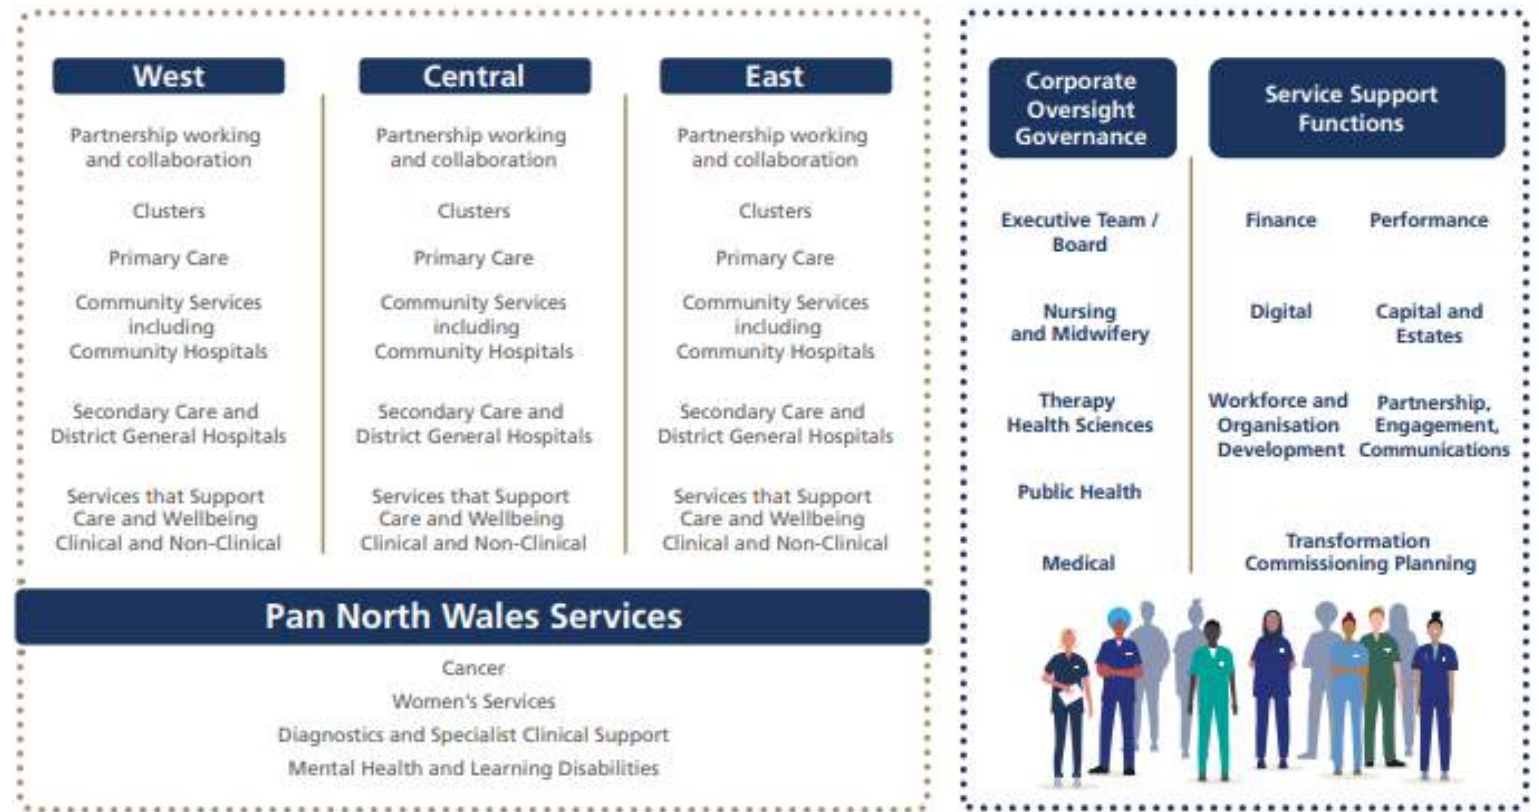 West
Partnership working
and collaboration
Clusters
Primary Care
Community Services
including
Community Hospitals
Secondary Care and
District General Hospitals
Services that Support
Care and Wellbeing
Clinical and Non-Clinical
Central
Partnership working
and collaboration
Clusters
Primary Care
Community Services
including
Community Hospitals
Secondary Care and
District General Hospitals
Services that Support
Care and Wellbeing
Clinical and Non-Clinical
East
Partnership working
and collaboration
Clusters
Primary Care
Community Services
including
Community Hospitals
Secondary Care and
District General Hospitals
Services that Support
Care and Wellbeing
Clinical and Non-Clinical
Pan North Wales Services
Cancer
Women's Services
Diagnostics and Specialist Clinical Support
Mental Health and Learning Disabilities
Corporate
Oversight
Governance
Executive Team /
Board
Nursing
and Midwifery
Therapy
Health Sciences
Public Health
Medical
Service Support
Functions
Finance
Performance
Digital
Capital and
Estates
Workforce and
Organisation
Development
Partnership,
Engagement,
Communications
Transformation
Commissioning Planning